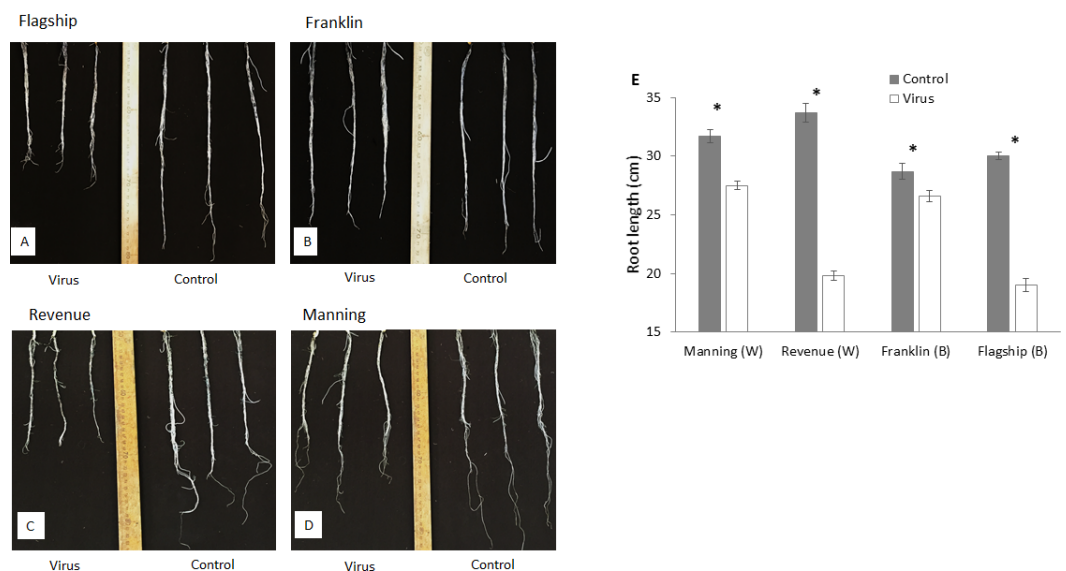 Flagship
Franklin
A
B
Virus
Control
Virus
Control
Revenue
Manning
C
D
Virus
Control
Virus
Control
E
Control
Virus
*
*
*
*
35
30
25
20
15
Root length (cm)
Manning (W)
Revenue (W)
Franklin (B)
Flagship (B)